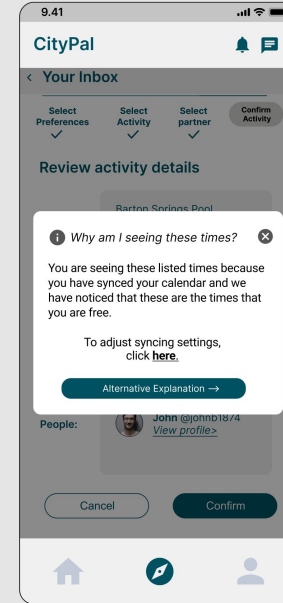 9.41
CityPal
< Your Inbox
Select Preferences
Select Activity
Select partner
Confirm Activity
Review activity details
Barton Springs Pool
i Why am I seeing these times?
You are seeing these listed times because
you have synced your calendar and we
have noticed that these are the times that
you are free.
To adjust syncing settings,
click here.
Alternative Explanation →
People:
John @johnb1874
View profile>
Cancel
Confirm